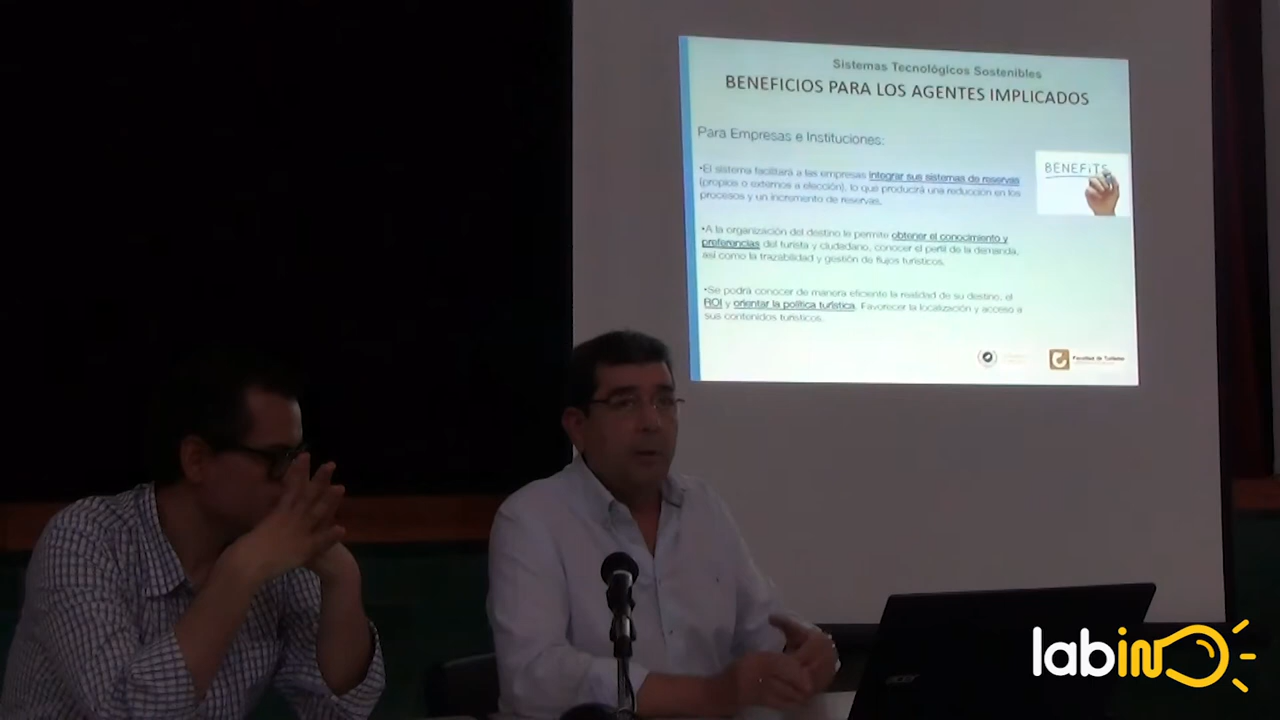 Sistemas Tecnológicos Sostenibles
BENEFICIOS PARA LOS AGENTES IMPLICADOS
Para Empresas e Instituciones:
•El sistema facilitará a las empresas integrar sus sistemas de reservas
(propios o externos a elección), lo que producirá una reducción en los
procesos y un incremento de reservas.
BENEFiTS
•A la organización del destino le permite obtener el conocimiento y
preferencias del turista y ciudadano, conocer el perfil de la demanda,
así como la trazabilidad y gestión de flujos turísticos.
•Se podrá conocer de manera eficiente la realidad de su destino, el
ROI y orientar la política turística. Favorecer la localización y acceso a
sus contenidos turísticos.
Facultad de Turismo
acer
labin